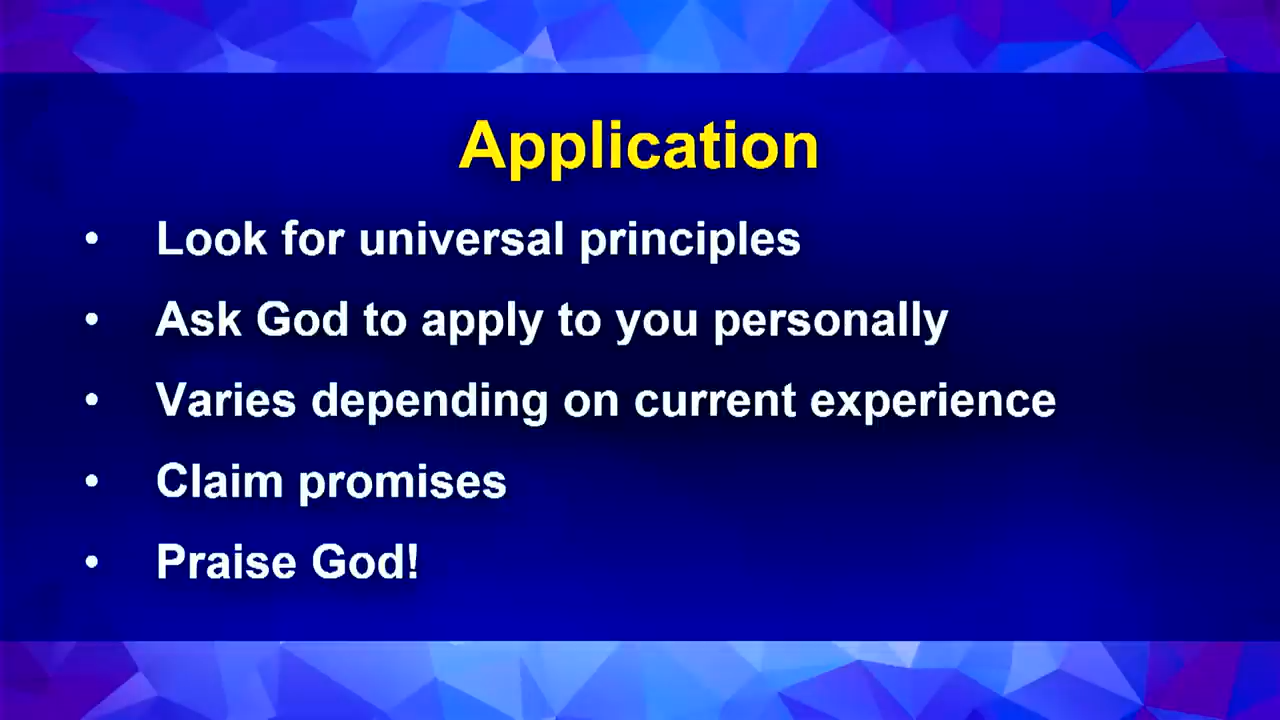 Application
• Look for universal principles
• Ask God to apply to you personally
• Varies depending on current experience
• Claim promises
• Praise God!